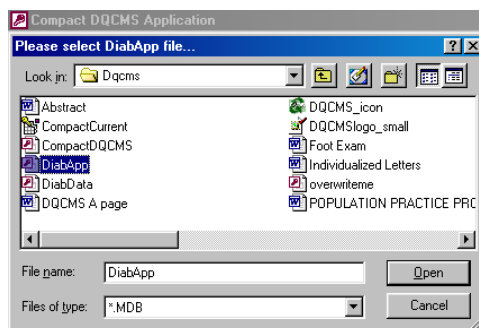 Compact DQCMS Application
Please select DiabApp file...
Look in: Dqcms
Abstract
CompactCurrent
CompactDQCMS
DiabApp
DiabData
DQCMS A page
DQCMS_icon
DQCMSlogo_small
Foot Exam
Individualized Letters
overwriteme
POPULATION PRACTICE PRC
File name: DiabApp Open
Files of type: *.MDB Cancel